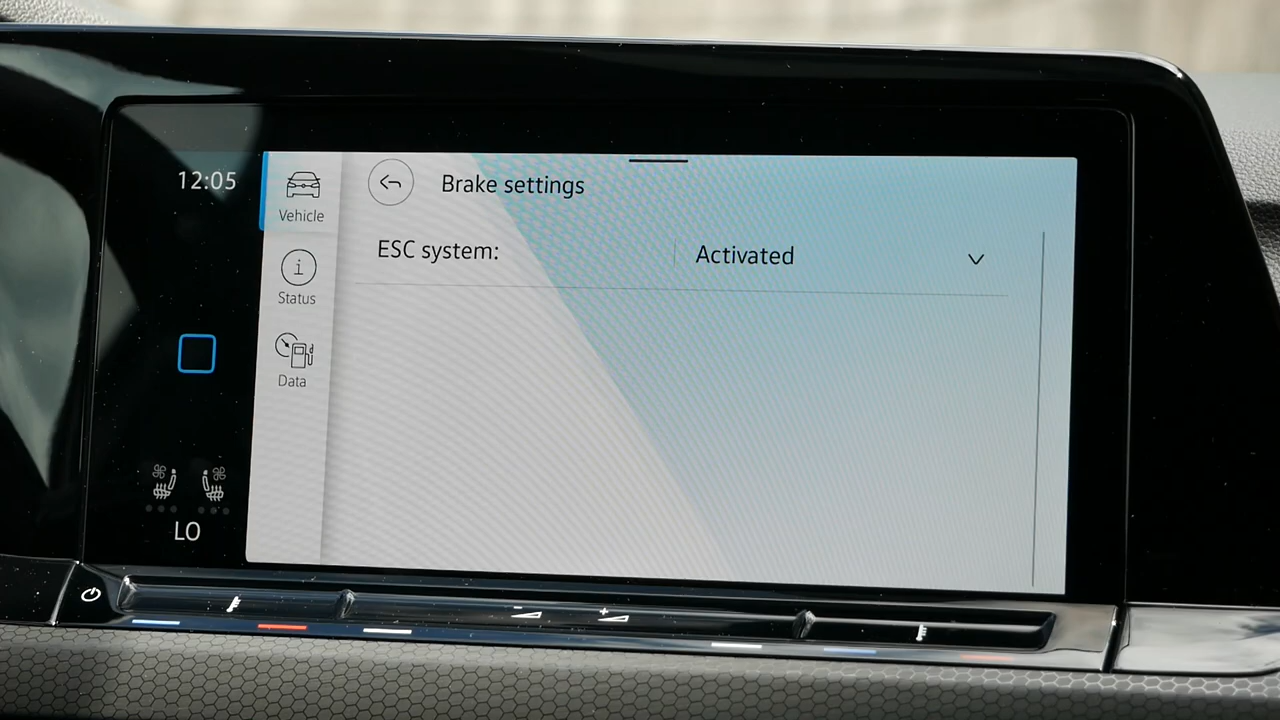 12:05
Vehicle
Status
Data
LO
Brake settings
ESC system:
Activated